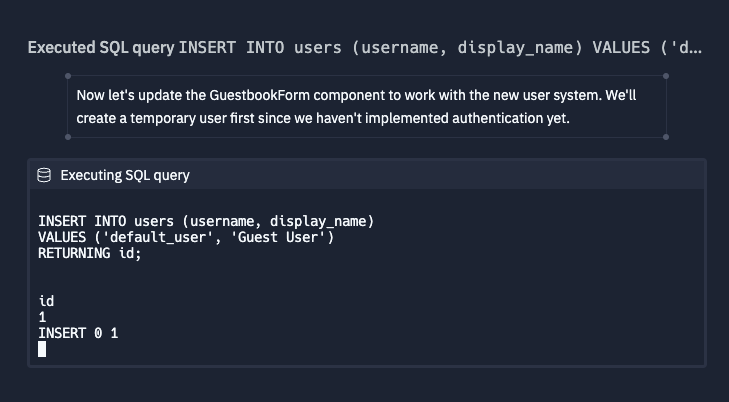 Executed SQL query INSERT INTO users (username, display_name) VALUES ('d...
Now let's update the GuestbookForm component to work with the new user system. We'll
create a temporary user first since we haven't implemented authentication yet.
Executing SQL query
INSERT INTO users (username, display_name)
VALUES ('default_user', 'Guest User')
RETURNING id;
id
1
INSERT 0 1